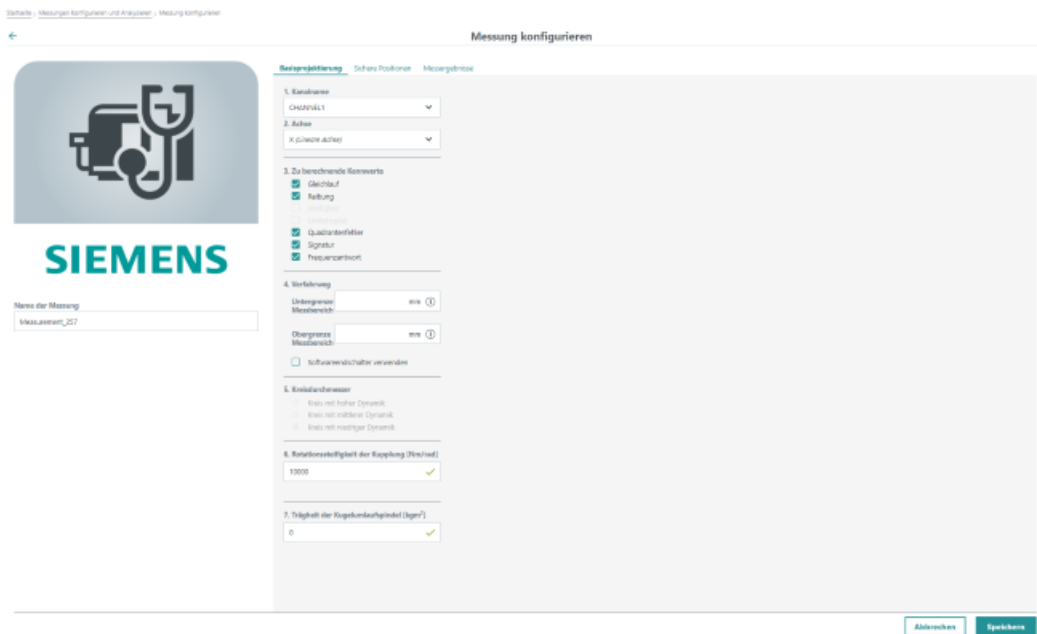 Startseite > Messungen konfigurieren und Analysieren > Messung konfigurieren
Messung konfigurieren
Basisprojektierung Sichere Positionen Messergebnisse
1. Kanalname
CHANNEL1
2. Achse
X (Lineare Achse)
3. Zu berechnende Kennwerte
Gleichlauf
Reibung
Quadrantenfehler
Signatur
Frequenzantwort
SIEMENS
Name der Messung
Measurement_257
4. Verfahrweg
Untergrenze Messbereich mm
Obergrenze Messbereich mm
Softwareendschalter verwenden
5. Kreisdurchmesser
Kreis mit hoher Dynamik
Kreis mit mittlerer Dynamik
Kreis mit niedriger Dynamik
6. Rotationssteifigkeit der Kupplung [Nm/rad]
10000
7. Trägheit der Kugelumlaufspindel [kgm²]
0
Abbrechen Speichern